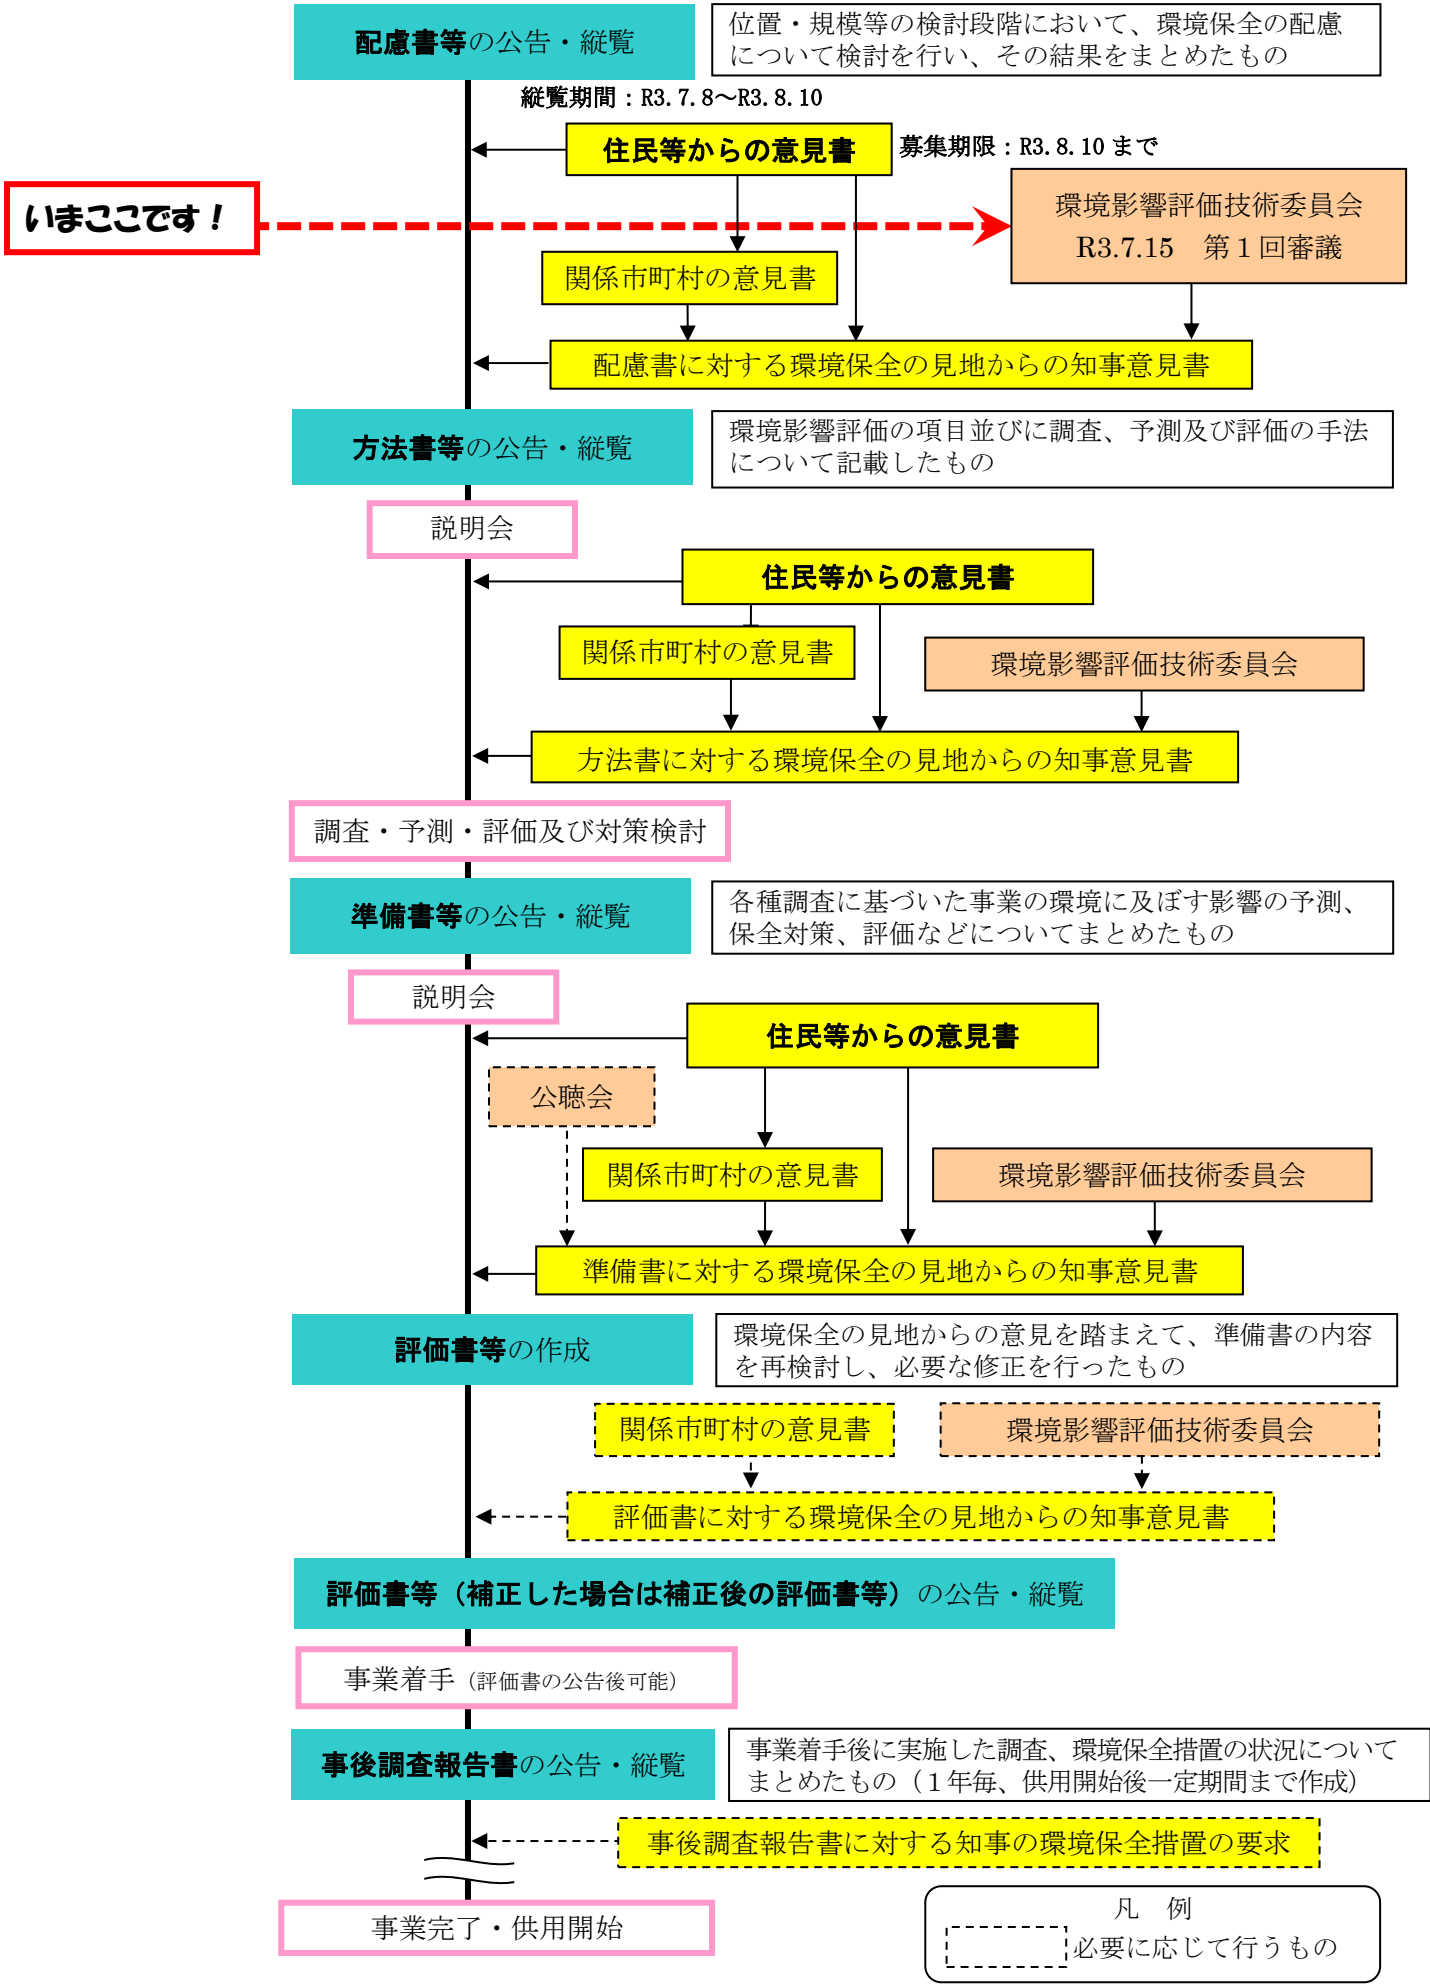 配慮書等の公告・縦覧
位置・規模等の検討段階において、環境保全の配慮
について検討を行い、その結果をまとめたもの
縦覧期間：R3.7.8～R3.8.10
住民等からの意見書
募集期限：R3.8.10まで
いまここです！
環境影響評価技術委員会
R3.7.15　第１回審議
関係市町村の意見書
配慮書に対する環境保全の見地からの知事意見書
方法書等の公告・縦覧
環境影響評価の項目並びに調査、予測及び評価の手法
について記載したもの
説明会
住民等からの意見書
関係市町村の意見書
環境影響評価技術委員会
方法書に対する環境保全の見地からの知事意見書
調査・予測・評価及び対策検討
準備書等の公告・縦覧
各種調査に基づいた事業の環境に及ぼす影響の予測、
保全対策、評価などについてまとめたもの
説明会
住民等からの意見書
公聴会
関係市町村の意見書
環境影響評価技術委員会
準備書に対する環境保全の見地からの知事意見書
評価書等の作成
環境保全の見地からの意見を踏まえて、準備書の内容
を再検討し、必要な修正を行ったもの
関係市町村の意見書
環境影響評価技術委員会
評価書に対する環境保全の見地からの知事意見書
評価書等（補正した場合は補正後の評価書等）の公告・縦覧
事業着手（評価書の公告後可能）
事後調査報告書の公告・縦覧
事業着手後に実施した調査、環境保全措置の状況について
まとめたもの（１年毎、供用開始後一定期間まで作成）
事後調査報告書に対する知事の環境保全措置の要求
事業完了・供用開始
凡　例
必要に応じて行うもの